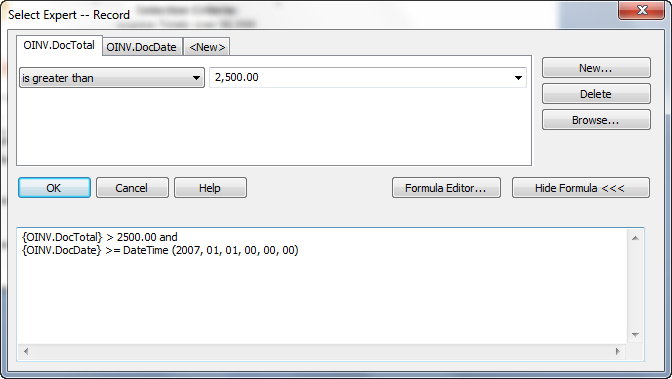 Select Expert -- Record
OINV.DocTotal OINV.DocDate <New>
is greater than 2,500.00
New...
Delete
Browse...
OK Cancel Help Formula Editor... Hide Formula <<<
{OINV.DocTotal} > 2500.00 and
{OINV.DocDate} >= DateTime (2007, 01, 01, 00, 00, 00)